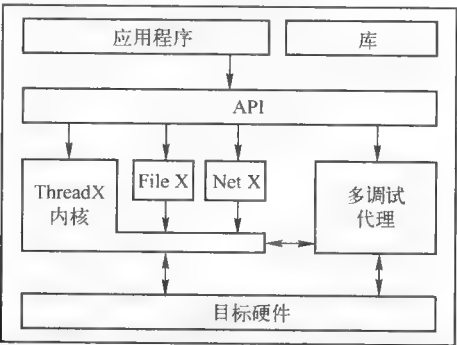 应用程序
库
API
ThreadX
内核
File X
Net X
多调试
代理
目标硬件